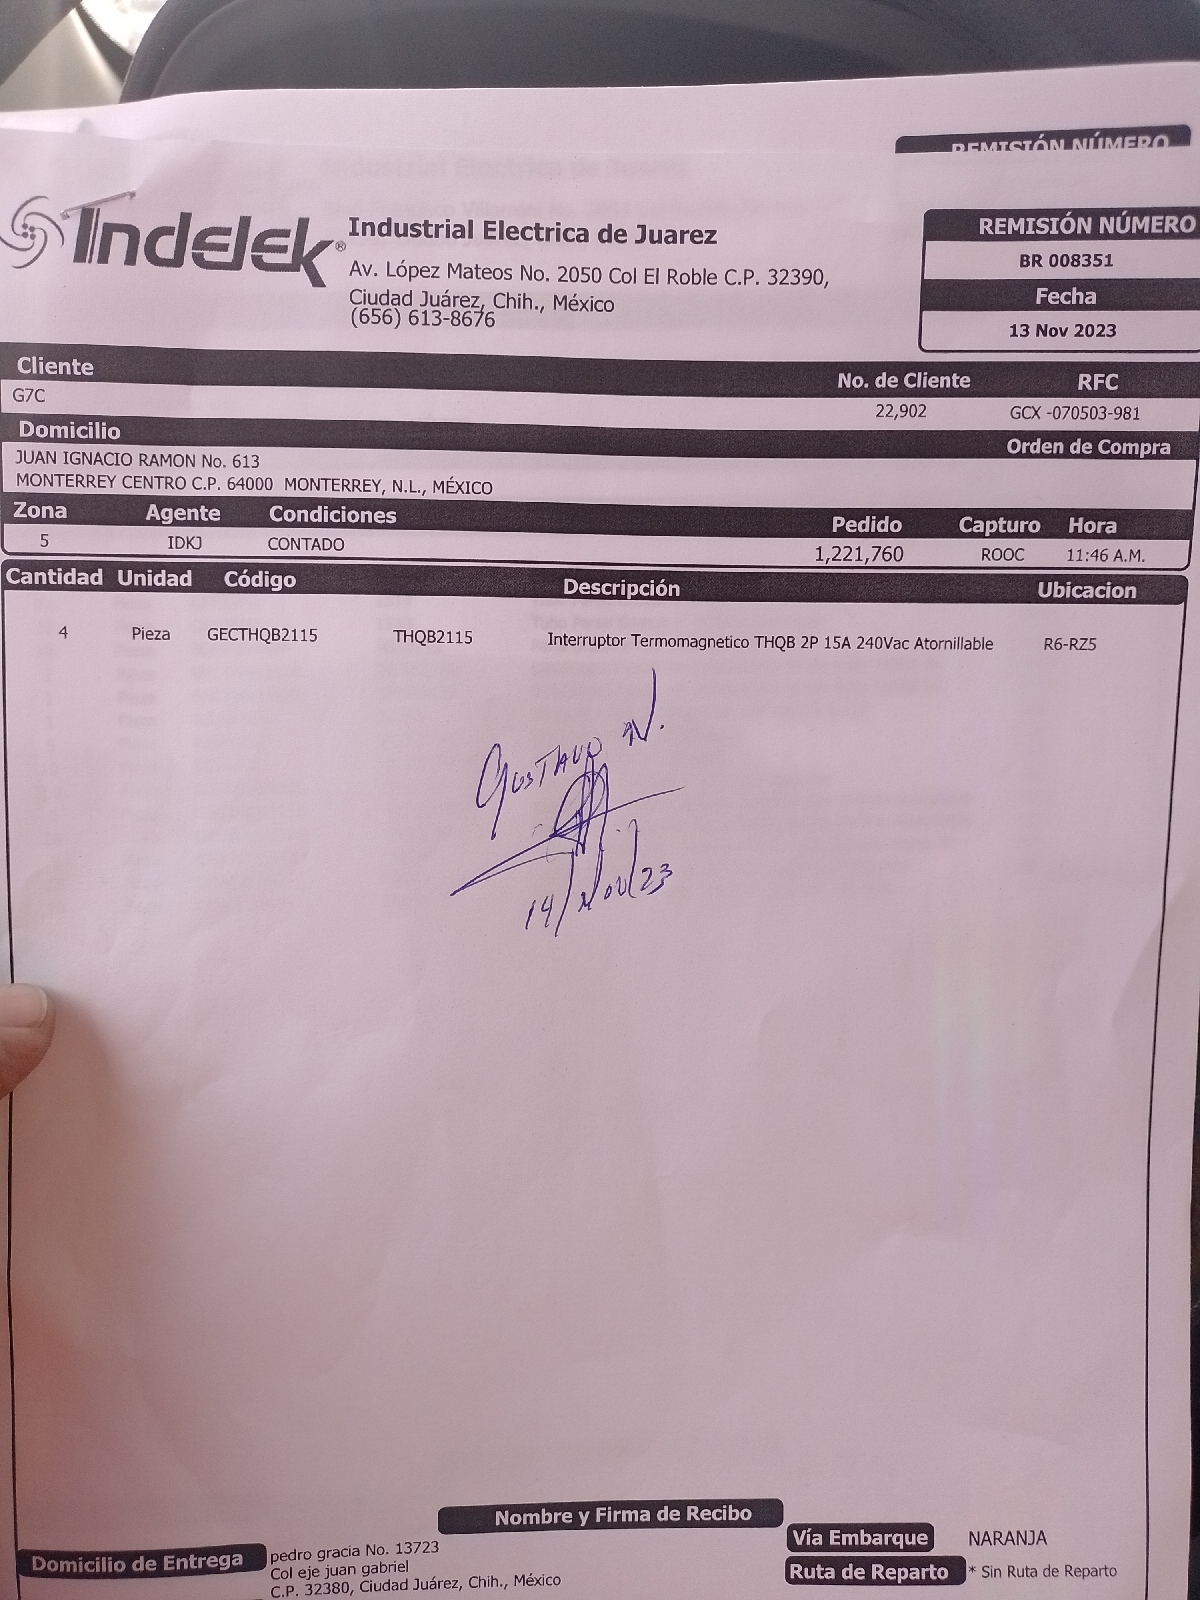 REMISIÓN NÚMERO
Indelek®
Industrial Electrica de Juarez
Av. López Mateos No. 2050 Col El Roble C.P. 32390,
Ciudad Juárez, Chih., México
(656) 613-8676
REMISIÓN NÚMERO
BR 008351
Fecha
13 Nov 2023
Cliente No. de Cliente RFC
G7C 22,902 GCX -070503-981
Domicilio Orden de Compra
JUAN IGNACIO RAMON No. 613
MONTERREY CENTRO C.P. 64000 MONTERREY, N.L., MÉXICO
Zona Agente Condiciones Pedido Capturo Hora
5 IDKJ CONTADO 1,221,760 ROOC 11:46 A.M.
Cantidad Unidad Código Descripción Ubicacion
4 Pieza GECTHQB2115 THQB2115 Interruptor Termomagnetico THQB 2P 15A 240Vac Atornillable R6-RZ5
Gustavo N.
14/Nov/23
Nombre y Firma de Recibo
Domicilio de Entrega
pedro gracia No. 13723
Col eje juan gabriel
C.P. 32380, Ciudad Juárez, Chih., México
Vía Embarque NARANJA
Ruta de Reparto * Sin Ruta de Reparto